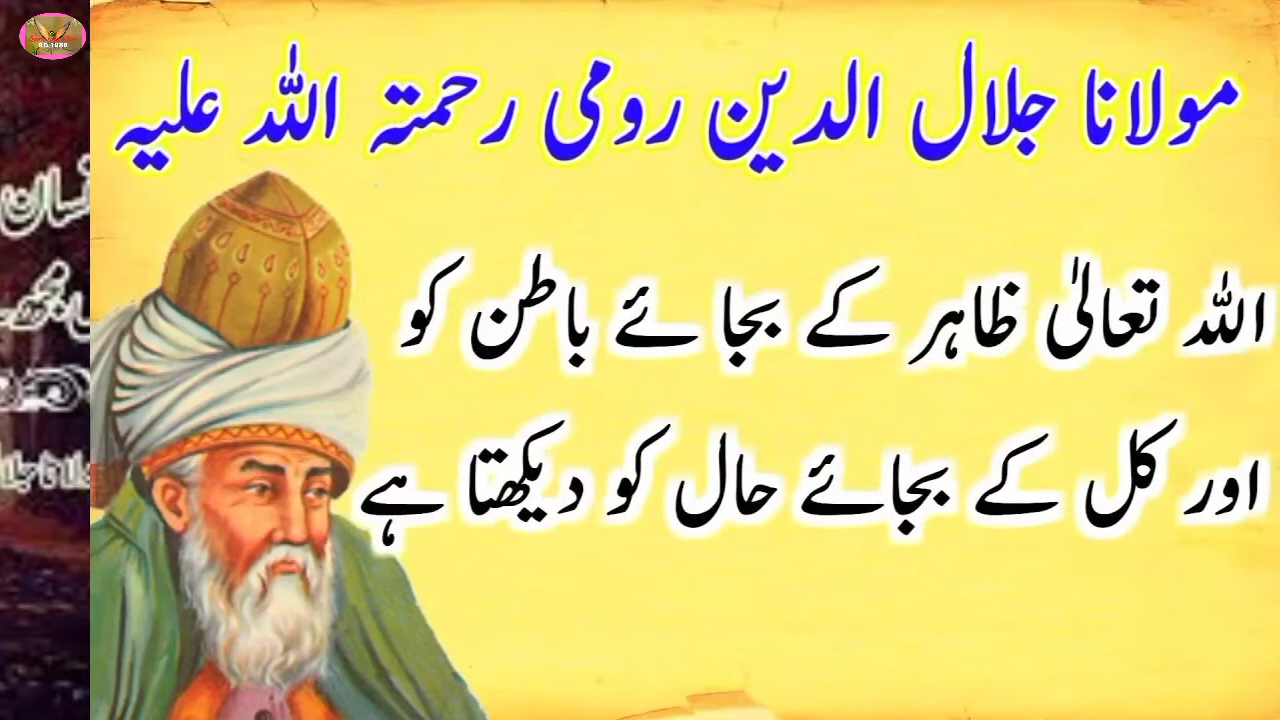 مولانا جلال الدین رومی رحمتہ اللہ علیہ
اللہ تعالیٰ ظاہر کے بجائے باطن کو
اور کل کے بجائے حال کو دیکھتا ہے